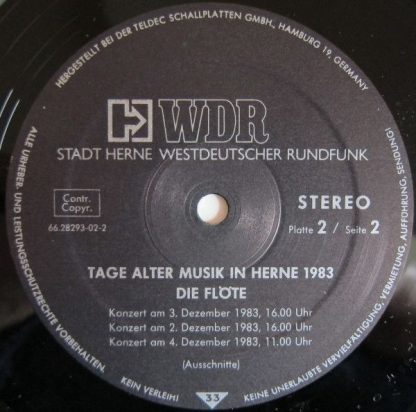 HERGESTELLT BEI DER TELDEC SCHALLPLATTEN GMBH., HAMBURG 19, GERMANY
H WDR
STADT HERNE WESTDEUTSCHER RUNDFUNK
Contr.
Copyr.
66.28293-02-2
STEREO
Platte 2 / Seite 2
TAGE ALTER MUSIK IN HERNE 1983
DIE FLÖTE
Konzert am 3. Dezember 1983, 16.00 Uhr
Konzert am 2. Dezember 1983, 16.00 Uhr
Konzert am 4. Dezember 1983, 11.00 Uhr
(Ausschnitte)
33
ALLE URHEBER- UND LEISTUNGSSCHUTZRECHTE VORBEHALTEN.
KEIN VERLEIH! KEINE UNERLAUBTE VERVIELFÄLTIGUNG, VERMIETUNG, AUFFÜHRUNG, SENDUNG!